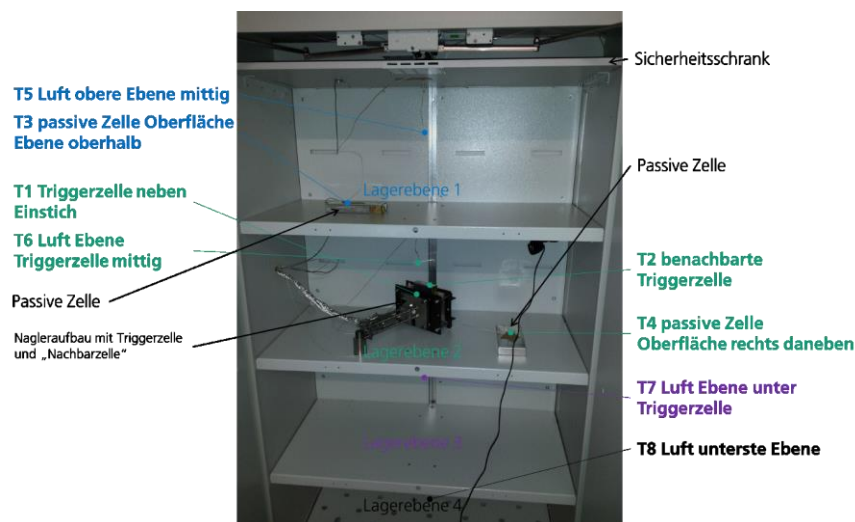 Sicherheitsschrank
T5 Luft obere Ebene mittig
T3 passive Zelle Oberfläche
Ebene oberhalb
Passive Zelle
T1 Triggerzelle neben
Einstich
Lagerebene 1
T6 Luft Ebene
Triggerzelle mittig
T2 benachbarte
Triggerzelle
Passive Zelle
Nagleraufbau mit Triggerzelle
und „Nachbarzelle“
Lagerebene 2
T4 passive Zelle
Oberfläche rechts daneben
T7 Luft Ebene unter
Triggerzelle
Lagerebene 3
T8 Luft unterste Ebene
Lagerebene 4